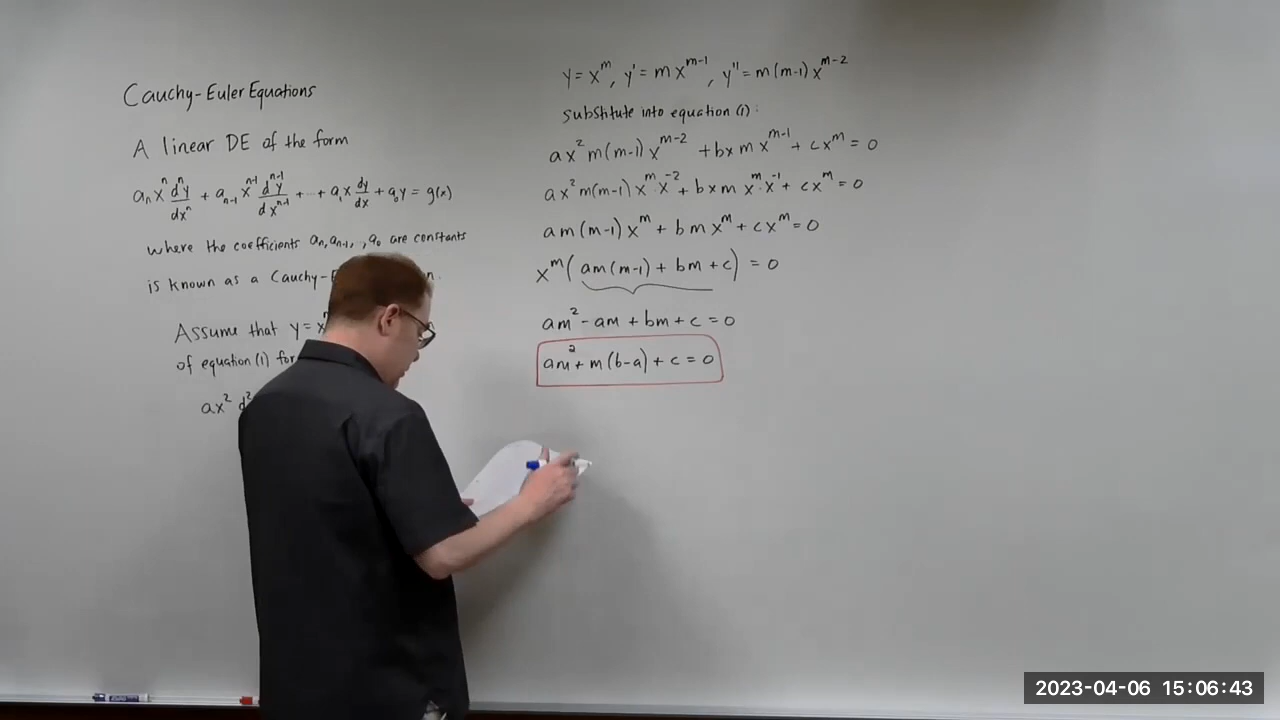 Cauchy-Euler Equations
A linear DE of the form
aₙxⁿ dⁿy/dxⁿ + aₙ₋₁xⁿ⁻¹ dⁿ⁻¹y/dxⁿ⁻¹ + ... + a₁x dy/dx + a₀y = g(x)
where the coefficients aₙ, aₙ₋₁, ..., a₀ are constants
is known as a Cauchy-
Assume that y=x
of equation (1) for
ax² d²
y=xᵐ, y'=mxᵐ⁻¹, y''=m(m-1)xᵐ⁻²
substitute into equation (1):
ax²m(m-1)xᵐ⁻² + bxmxᵐ⁻¹ + cxᵐ = 0
ax²m(m-1)xᵐ·x⁻² + bxm xᵐ·x⁻¹ + cxᵐ = 0
am(m-1)xᵐ + bmxᵐ + cxᵐ = 0
xᵐ(am(m-1) + bm + c) = 0
am² - am + bm + c = 0
am² + m(b-a) + c = 0
2023-04-06 15:06:43